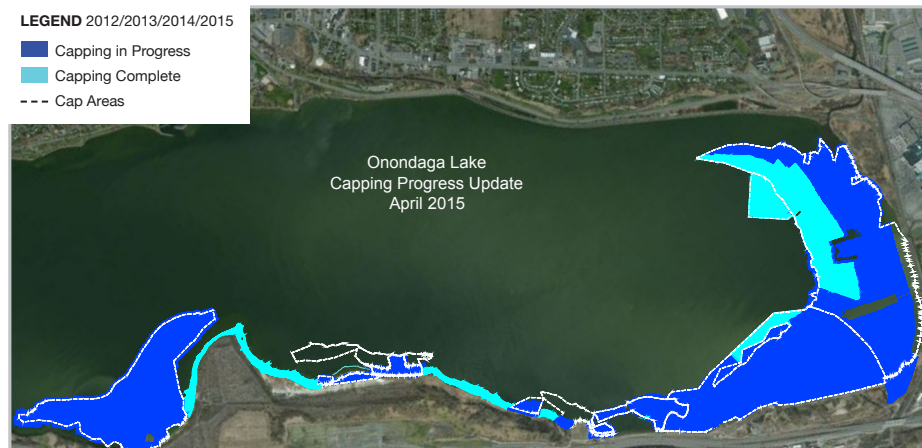 LEGEND 2012/2013/2014/2015
Capping in Progress
Capping Complete
Cap Areas
Onondaga Lake
Capping Progress Update
April 2015